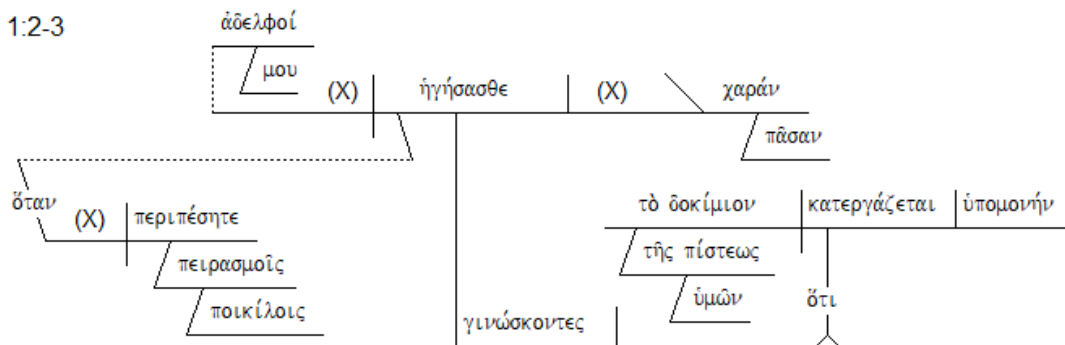 1:2-3
ἀδελφοί
μου
(X) ἡγήσασθε (X) χαράν
πᾶσαν
ὅταν
(X) περιπέσητε
πειρασμοῖς
ποικίλοις
τὸ δοκίμιον κατεργάζεται ὑπομονήν
τῆς πίστεως
ὑμῶν
ὅτι
γινώσκοντες